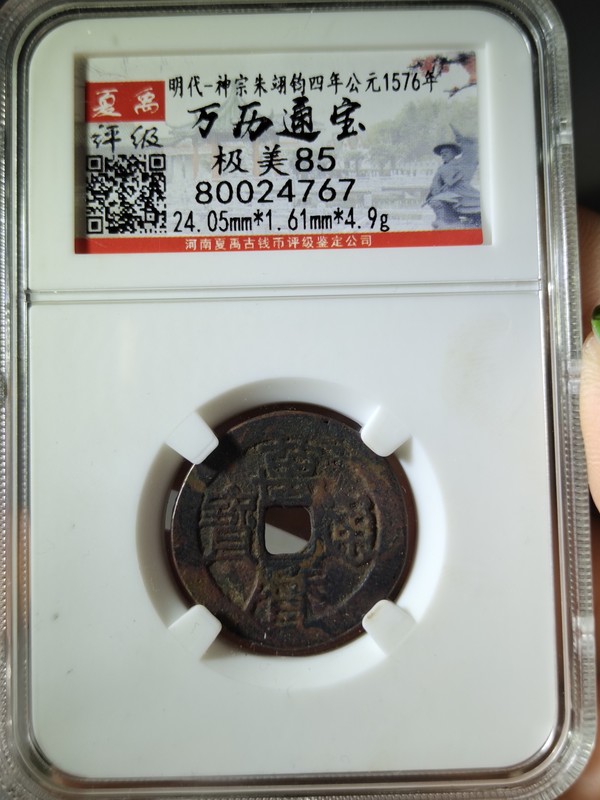 夏禹
评级
明代-神宗朱翊钧四年公元1576年
万历通宝
极美85
80024767
24.05mm*1.61mm*4.9g
河南夏禹古钱币评级鉴定公司
萬
寶 通
曆